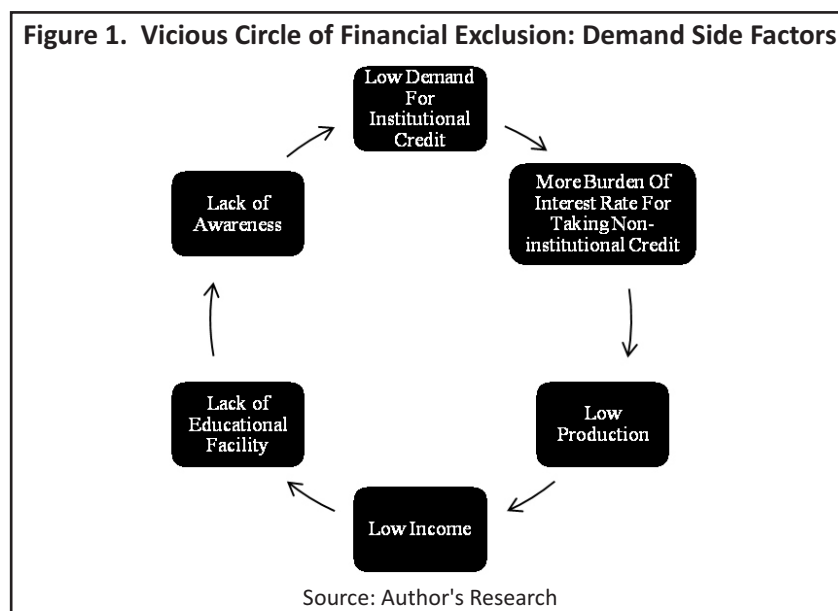 Figure 1. Vicious Circle of Financial Exclusion: Demand Side Factors
Low Demand
For
Institutional
Credit
More Burden Of
Interest Rate For
Taking Non-
institutional Credit
Low
Production
Low Income
Lack of
Educational
Facility
Lack of
Awareness
Source: Author's Research